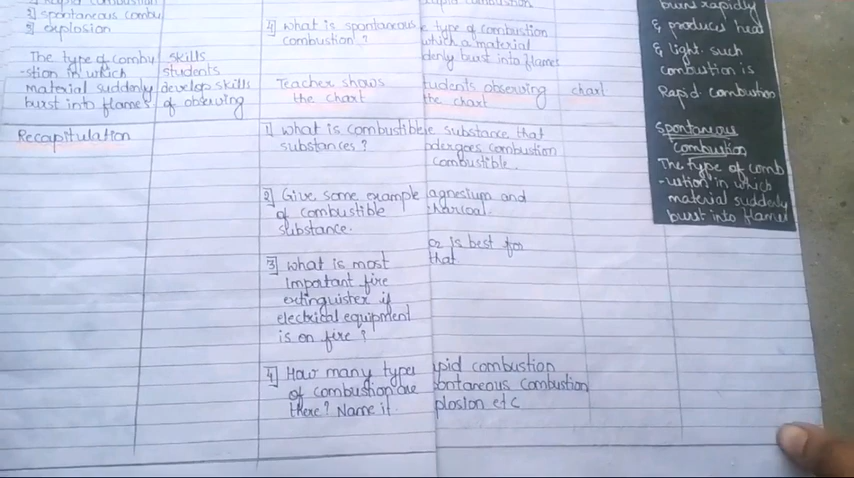 2) spontaneous combu
3) explosion
The type of combu
-stion in which
material suddenly
burst into flames
skills
students
develop skills
of observing
4] what is spontaneous
combustion ?
Teacher shows
the chart
type of combustion
which a material
denly burst into flames
tudents observing
the chart
chart
burns rapidly
& produces heat
& light. such
combustion is
Rapid combustion
spontaneous
combustion
The type of comb
-ustion in which
material suddenly
burst into flames
Recapitulation
1] what is combustible
substances ?
e substance that
ndergoes combustion
combustible.
2] Give some example
of combustible
substance.
agnesium and
charcoal.
3] what is most
important fire
extinguisher if
electrical equipment
is on fire ?
o2 is best for
that
4] How many types
of combustion are
there? Name it.
pid combustion
pontaneous combustion
plosion etc